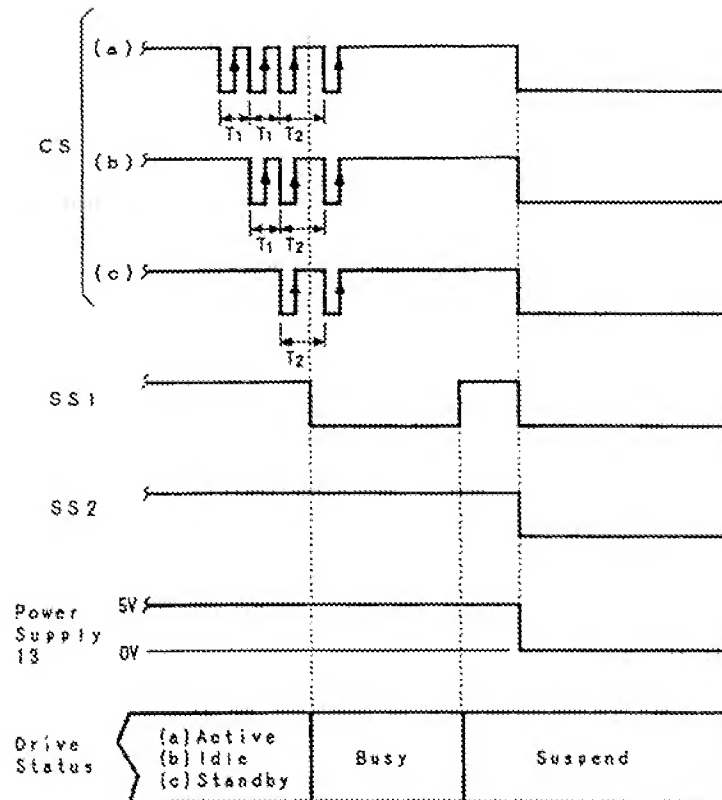 CS
(a)
T1 T1 T2
(b)
T1 T2
(c)
T2
SS1
SS2
Power Supply 13
5V
0V
Drive Status
(a) Active
(b) Idle
(c) Standby
Busy
Suspend